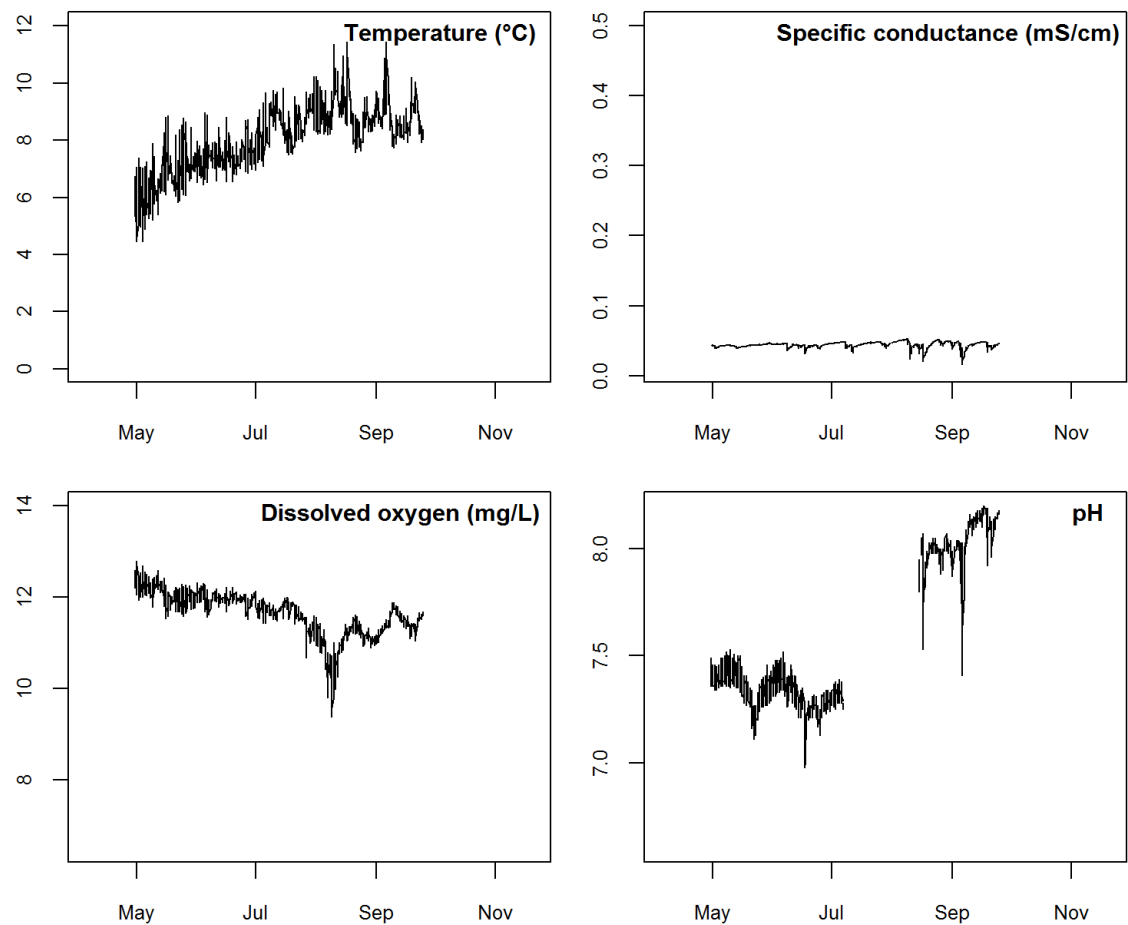 Temperature (°C)
12
10
8
6
4
2
0
May Jul Sep Nov
Specific conductance (mS/cm)
0.5
0.4
0.3
0.2
0.1
0.0
May Jul Sep Nov
Dissolved oxygen (mg/L)
14
12
10
8
May Jul Sep Nov
pH
8.0
7.5
7.0
May Jul Sep Nov